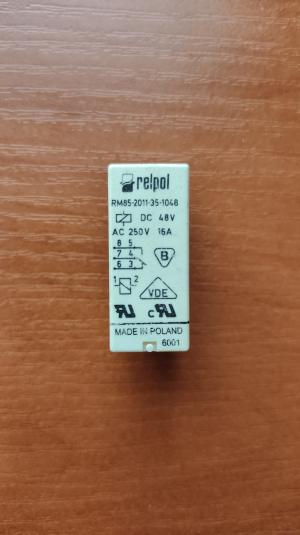 relpol
RM85-2011-35-1048
DC 48V
AC 250V 16A
8 5
7 4
6 3
B
1 2
VDE
c
MADE IN POLAND
6001